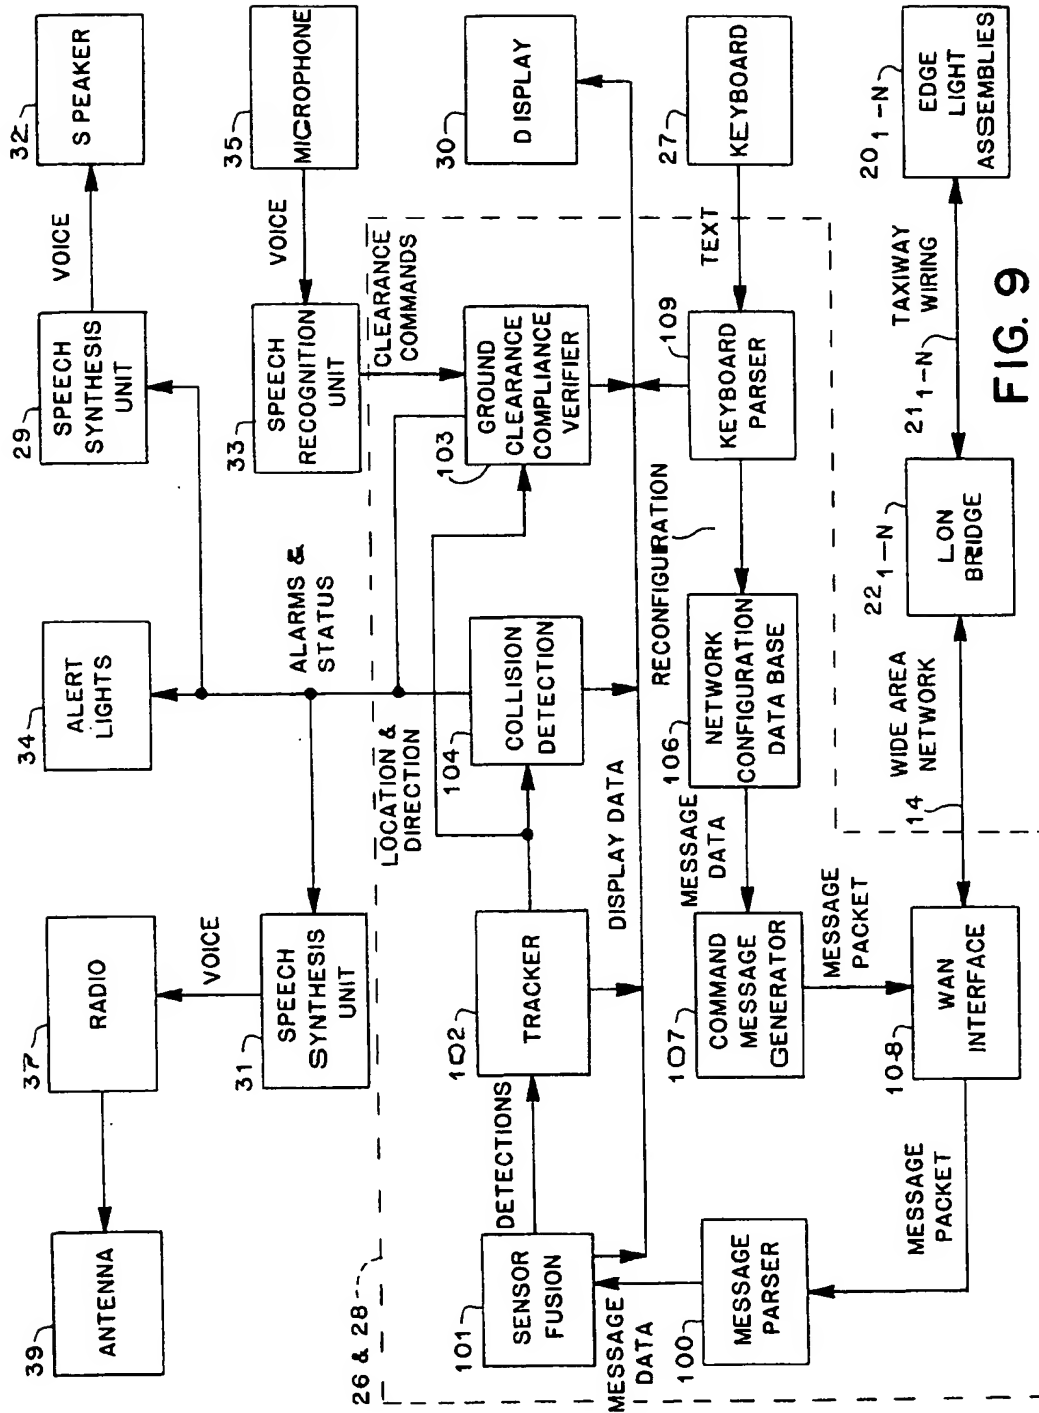 39
ANTENNA
37
RADIO
VOICE
31
SPEECH
SYNTHESIS
UNIT
34
ALERT
LIGHTS
ALARMS &
STATUS
29
SPEECH
SYNTHESIS
UNIT
VOICE
32
SPEAKER
35
MICROPHONE
VOICE
33
SPEECH
RECOGNITION
UNIT
CLEARANCE
COMMANDS
26 & 28
LOCATION &
DIRECTION
101
SENSOR
FUSION
DETECTIONS
102
TRACKER
104
COLLISION
DETECTION
103
GROUND
CLEARANCE
COMPLIANCE
VERIFIER
30
DISPLAY
DISPLAY DATA
MESSAGE
DATA
100
MESSAGE
PARSER
107
COMMAND
MESSAGE
GENERATOR
MESSAGE
DATA
106
NETWORK
CONFIGURATION
DATA BASE
RECONFIGURATION
109
KEYBOARD
PARSER
TEXT
27
KEYBOARD
MESSAGE
PACKET
MESSAGE
PACKET
108
WAN
INTERFACE
14
WIDE AREA
NETWORK
22 1-N
LON
BRIDGE
21 1-N
TAXIWAY
WIRING
20 1-N
EDGE
LIGHT
ASSEMBLIES
FIG. 9